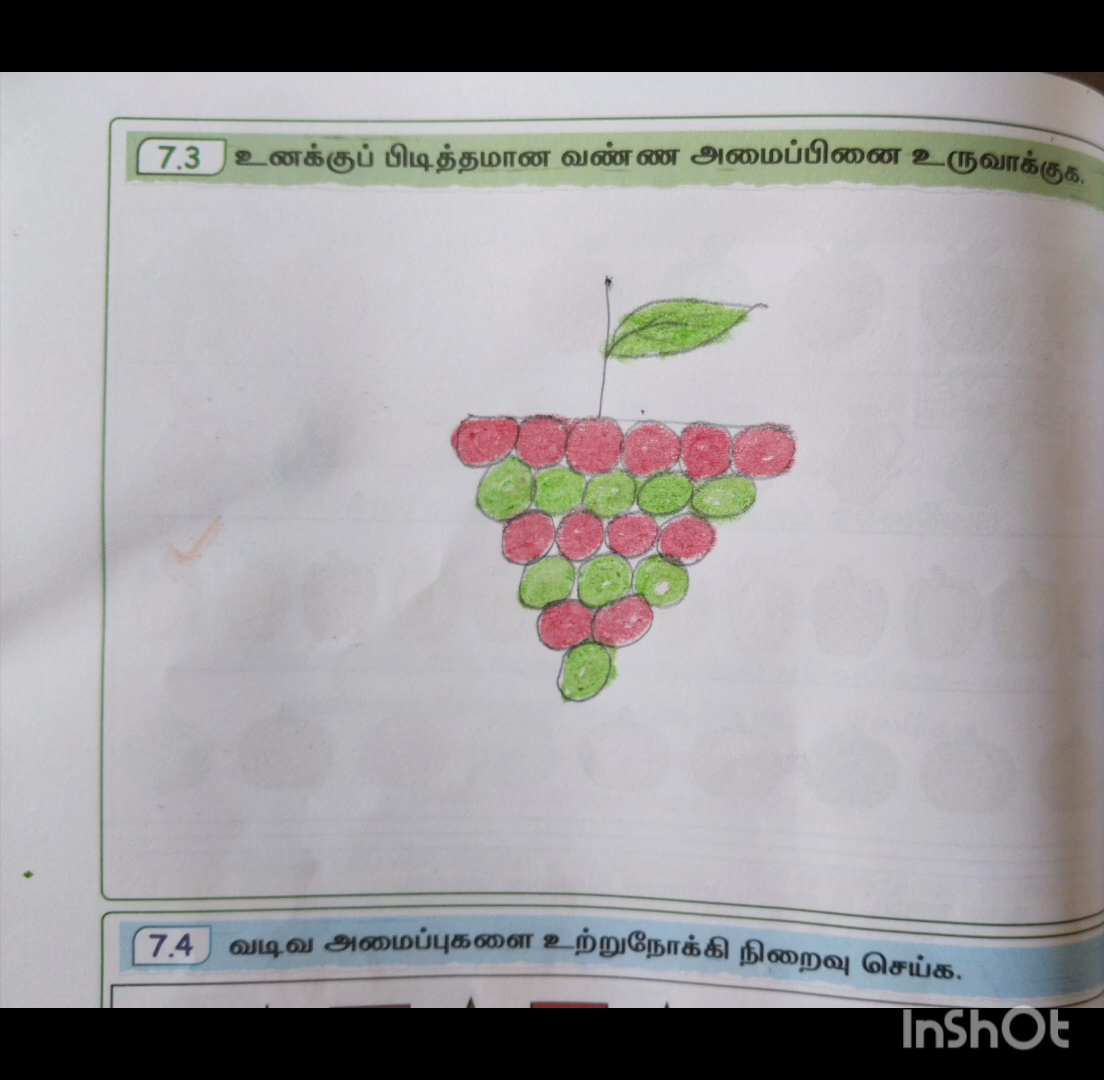 7.3 உனக்குப் பிடித்தமான வண்ண அமைப்பினை உருவாக்குக.
7.4 வடிவ அமைப்புகளை உற்றுநோக்கி நிறைவு செய்க.
InShOt